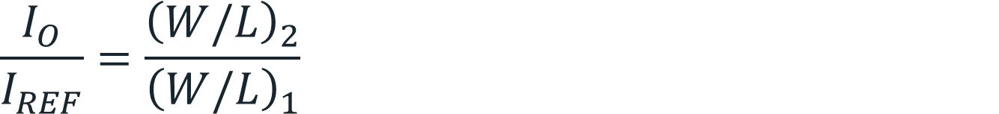 I_O/I_REF = (W/L)_2/(W/L)_1